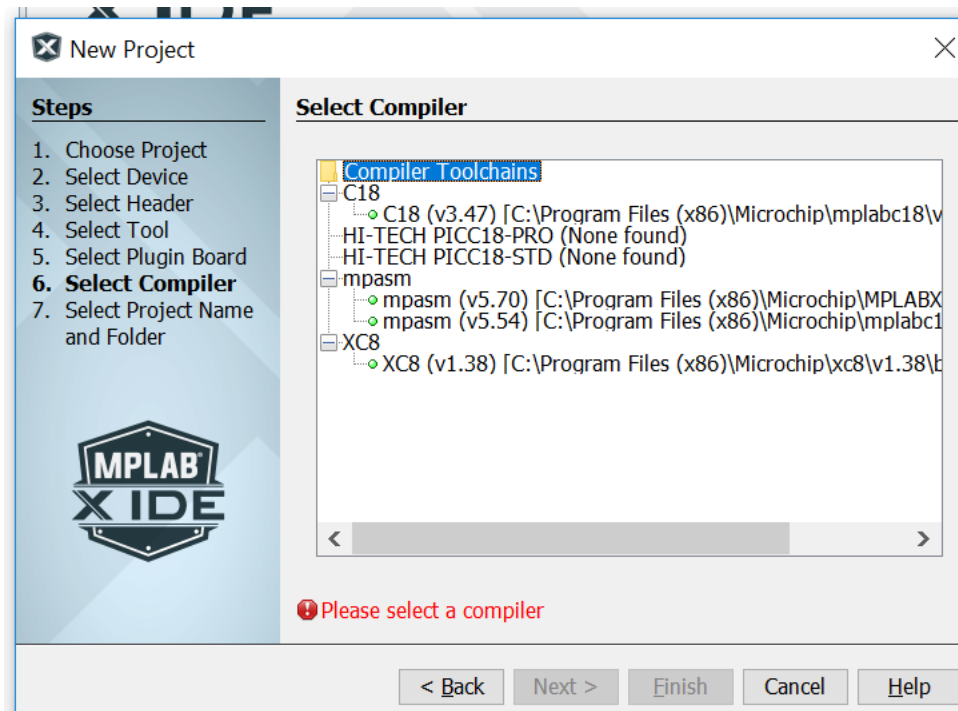 New Project
Steps
1. Choose Project
2. Select Device
3. Select Header
4. Select Tool
5. Select Plugin Board
6. Select Compiler
7. Select Project Name
and Folder
MPLAB
X IDE
Select Compiler
Compiler Toolchains
C18
C18 (v3.47) [C:\Program Files (x86)\Microchip\mplabc18\v
HI-TECH PICC18-PRO (None found)
HI-TECH PICC18-STD (None found)
mpasm
mpasm (v5.70) [C:\Program Files (x86)\Microchip\MPLABX
mpasm (v5.54) [C:\Program Files (x86)\Microchip\mplabc1
XC8
XC8 (v1.38) [C:\Program Files (x86)\Microchip\xc8\v1.38\b
Please select a compiler
< Back
Next >
Finish
Cancel
Help